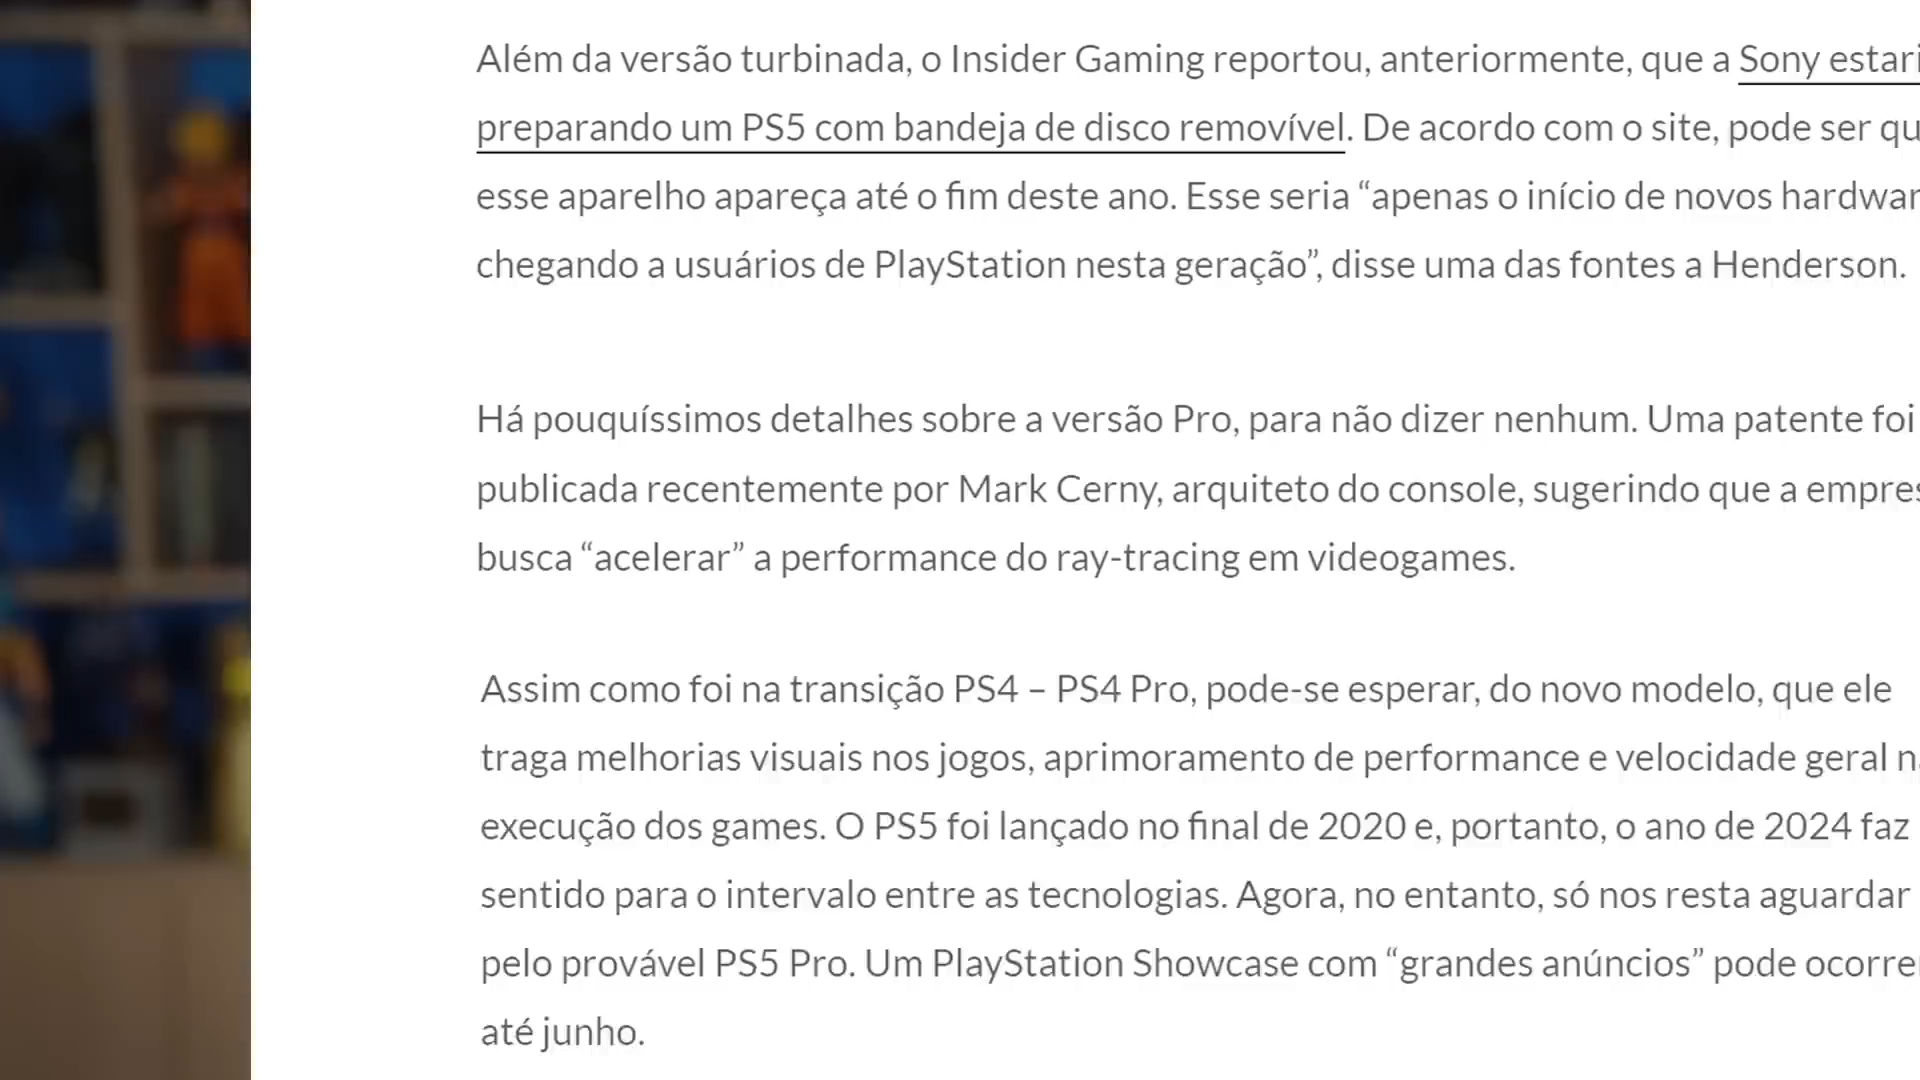 Além da versão turbinada, o Insider Gaming reportou, anteriormente, que a Sony estari
preparando um PS5 com bandeja de disco removível. De acordo com o site, pode ser qu
esse aparelho apareça até o fim deste ano. Esse seria “apenas o início de novos hardwar
chegando a usuários de PlayStation nesta geração”, disse uma das fontes a Henderson.
Há pouquíssimos detalhes sobre a versão Pro, para não dizer nenhum. Uma patente foi
publicada recentemente por Mark Cerny, arquiteto do console, sugerindo que a empres
busca “acelerar” a performance do ray-tracing em videogames.
Assim como foi na transição PS4 – PS4 Pro, pode-se esperar, do novo modelo, que ele
traga melhorias visuais nos jogos, aprimoramento de performance e velocidade geral n
execução dos games. O PS5 foi lançado no final de 2020 e, portanto, o ano de 2024 faz
sentido para o intervalo entre as tecnologias. Agora, no entanto, só nos resta aguardar
pelo provável PS5 Pro. Um PlayStation Showcase com “grandes anúncios” pode ocorre
até junho.